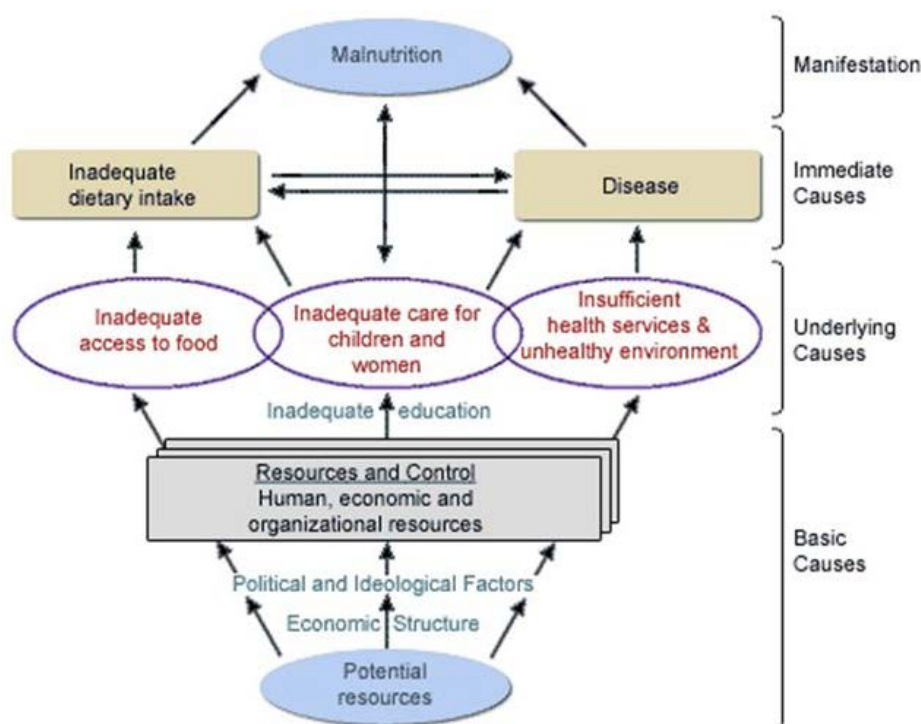 Malnutrition
Manifestation
Inadequate
dietary intake
Disease
Immediate
Causes
Inadequate
access to food
Inadequate care for
children and
women
Insufficient
health services &
unhealthy environment
Underlying
Causes
Inadequate education
Resources and Control
Human, economic and
organizational resources
Political and Ideological Factors
Economic Structure
Basic
Causes
Potential
resources